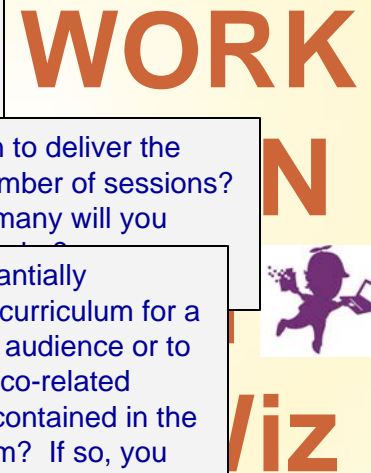 WORK
n to deliver the
mber of sessions?
many will you
N
antially
curriculum for a
audience or to
co-related
contained in the
m? If so, you
Wiz